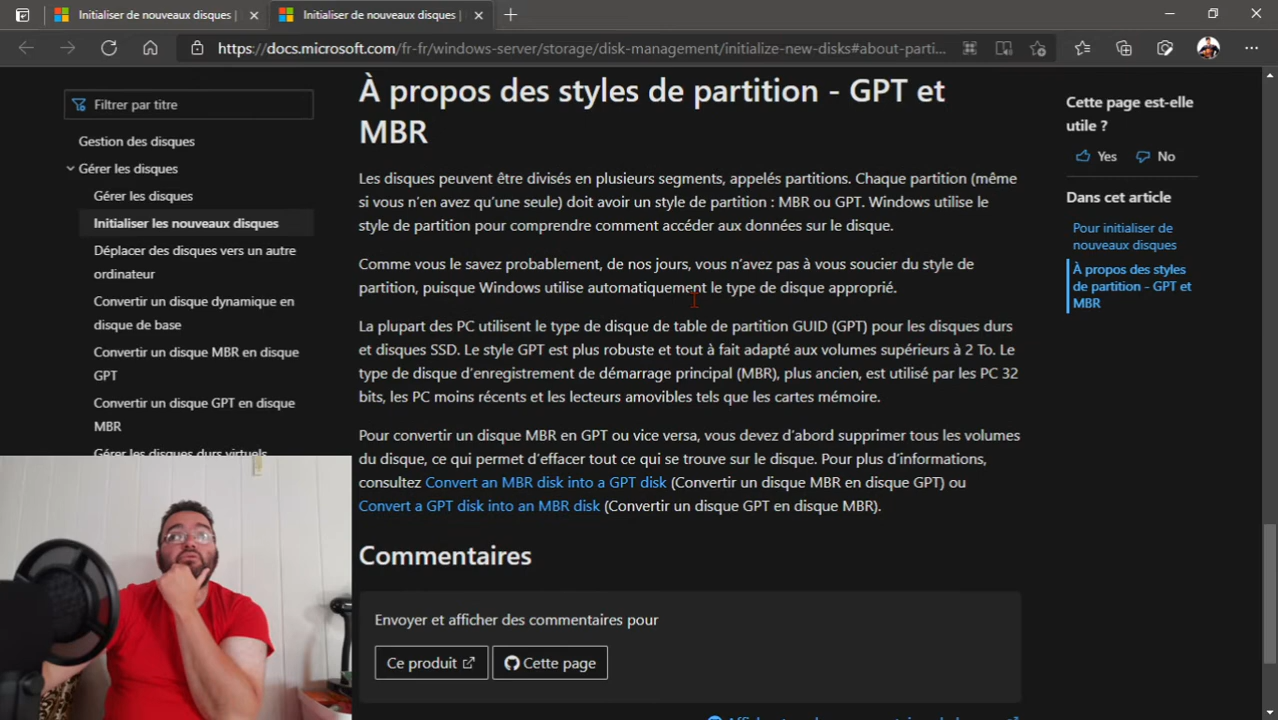 Initialiser de nouveaux disques |
Initialiser de nouveaux disques |
https://docs.microsoft.com/fr-fr/windows-server/storage/disk-management/initialize-new-disks#about-parti...
Filtrer par titre
Gestion des disques
Gérer les disques
Gérer les disques
Initialiser les nouveaux disques
Déplacer des disques vers un autre
ordinateur
Convertir un disque dynamique en
disque de base
Convertir un disque MBR en disque
GPT
Convertir un disque GPT en disque
MBR
Gérer les disques durs virtuels
À propos des styles de partition - GPT et
MBR
Les disques peuvent être divisés en plusieurs segments, appelés partitions. Chaque partition (même
si vous n’en avez qu’une seule) doit avoir un style de partition : MBR ou GPT. Windows utilise le
style de partition pour comprendre comment accéder aux données sur le disque.
Comme vous le savez probablement, de nos jours, vous n’avez pas à vous soucier du style de
partition, puisque Windows utilise automatiquement le type de disque approprié.
La plupart des PC utilisent le type de disque de table de partition GUID (GPT) pour les disques durs
et disques SSD. Le style GPT est plus robuste et tout à fait adapté aux volumes supérieurs à 2 To. Le
type de disque d’enregistrement de démarrage principal (MBR), plus ancien, est utilisé par les PC 32
bits, les PC moins récents et les lecteurs amovibles tels que les cartes mémoire.
Pour convertir un disque MBR en GPT ou vice versa, vous devez d’abord supprimer tous les volumes
du disque, ce qui permet d’effacer tout ce qui se trouve sur le disque. Pour plus d’informations,
consultez Convert an MBR disk into a GPT disk (Convertir un disque MBR en disque GPT) ou
Convert a GPT disk into an MBR disk (Convertir un disque GPT en disque MBR).
Commentaires
Envoyer et afficher des commentaires pour
Ce produit
Cette page
Cette page est-elle
utile ?
Yes
No
Dans cet article
Pour initialiser de
nouveaux disques
À propos des styles
de partition - GPT et
MBR